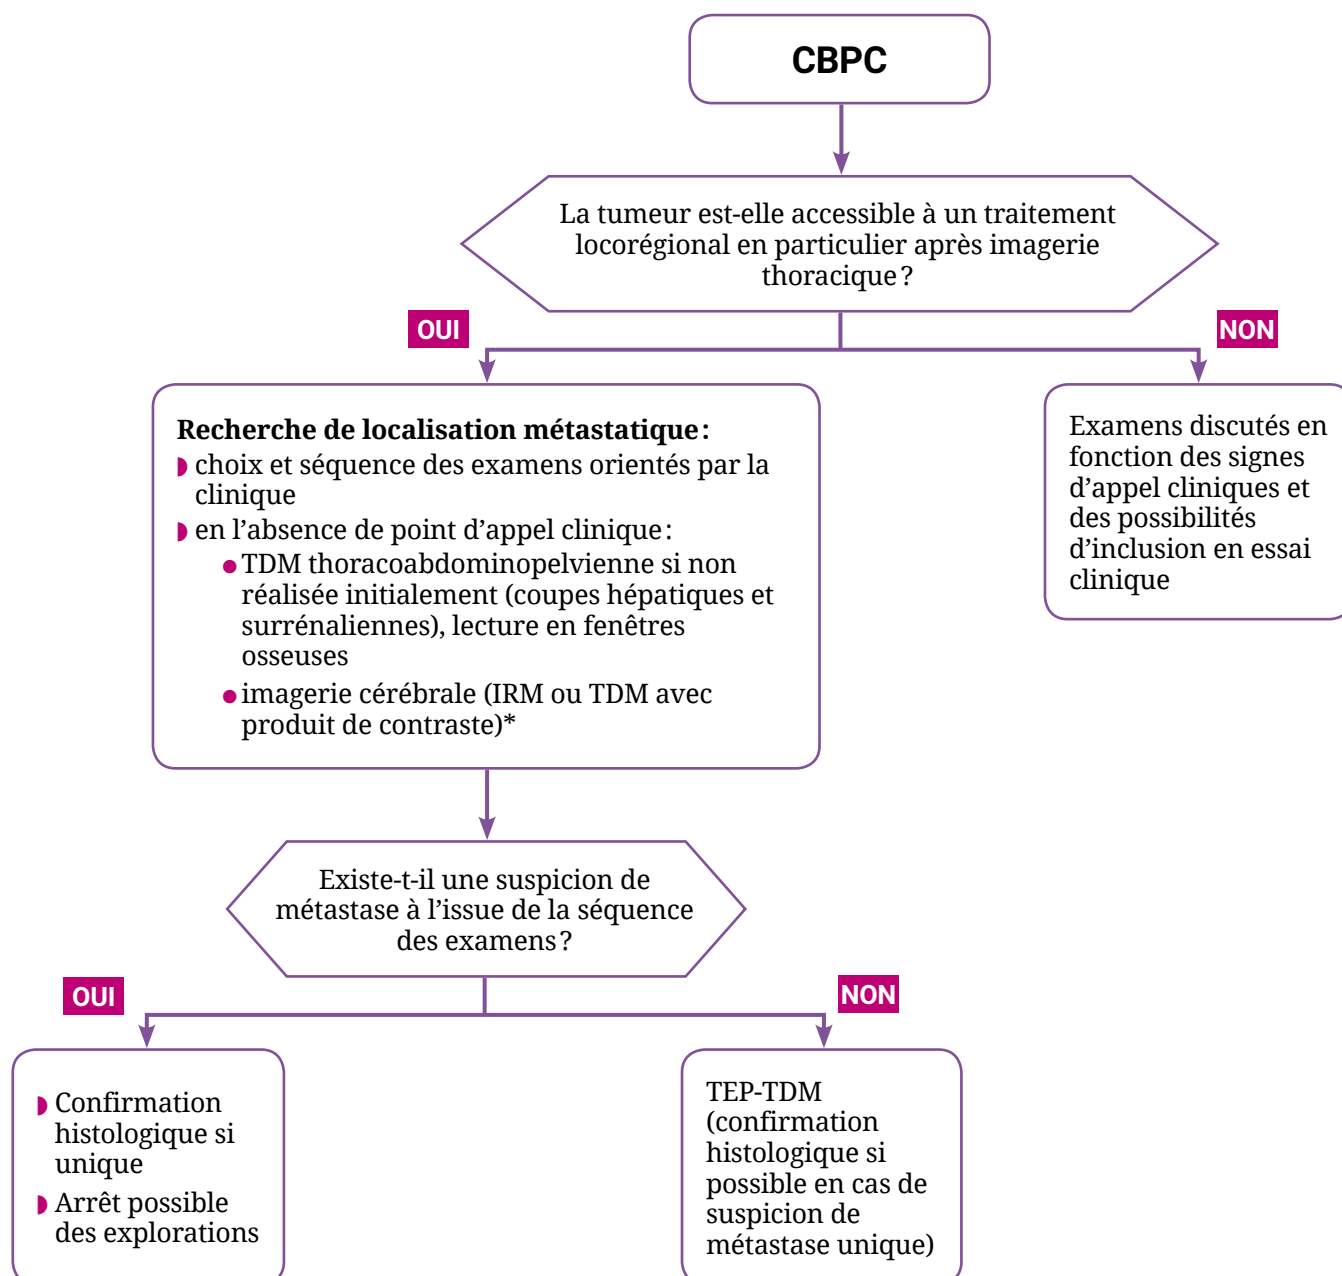 CBPC
La tumeur est-elle accessible à un traitement
locorégional en particulier après imagerie
thoracique ?
OUI
NON
Recherche de localisation métastatique :
choix et séquence des examens orientés par la
clinique
en l’absence de point d’appel clinique :
TDM thoracoabdominopelvienne si non
réalisée initialement (coupes hépatiques et
surrénaliennes), lecture en fenêtres
osseuses
imagerie cérébrale (IRM ou TDM avec
produit de contraste)*
Examens discutés en
fonction des signes
d’appel cliniques et
des possibilités
d’inclusion en essai
clinique
Existe-t-il une suspicion de
métastase à l’issue de la séquence
des examens ?
OUI
NON
Confirmation
histologique si
unique
Arrêt possible
des explorations
TEP-TDM
(confirmation
histologique si
possible en cas de
suspicion de
métastase unique)